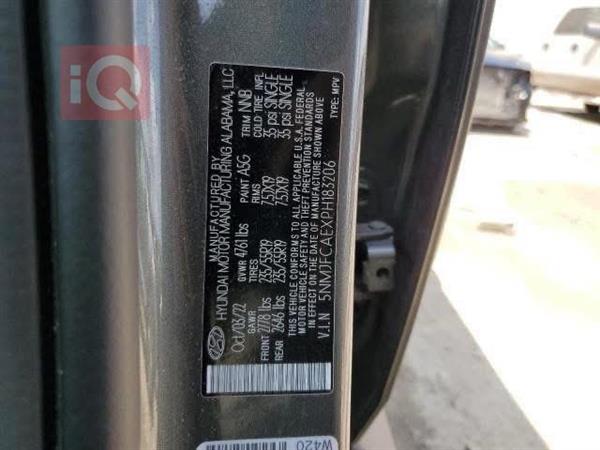 iQ
MANUFACTURED BY
HYUNDAI MOTOR MANUFACTURING ALABAMA, LLC
Oct/03/22 GVWR 4761 lbs PAINT A5G TRIM NNB
GAWR TIRES RIMS COLD TIRE INFL
FRONT 2778 lbs 235/55R19 7.5JX19 35 psi SINGLE
REAR 2646 lbs 235/55R19 7.5JX19 35 psi SINGLE
THIS VEHICLE CONFORMS TO ALL APPLICABLE U.S.A. FEDERAL
MOTOR VEHICLE SAFETY AND THEFT PREVENTION STANDARDS
IN EFFECT ON THE DATE OF MANUFACTURE SHOWN ABOVE
V.I.N 5NMJFCAEXPH183206 TYPE: MPV
W420